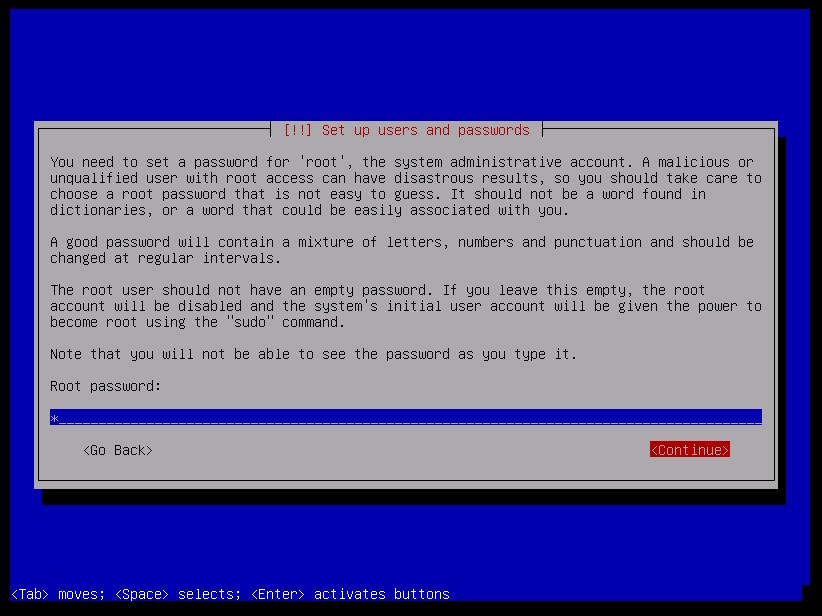 [!!] Set up users and passwords
You need to set a password for 'root', the system administrative account. A malicious or
unqualified user with root access can have disastrous results, so you should take care to
choose a root password that is not easy to guess. It should not be a word found in
dictionaries, or a word that could be easily associated with you.
A good password will contain a mixture of letters, numbers and punctuation and should be
changed at regular intervals.
The root user should not have an empty password. If you leave this empty, the root
account will be disabled and the system's initial user account will be given the power to
become root using the "sudo" command.
Note that you will not be able to see the password as you type it.
Root password:
*________________________________________________________________________________________
<Go Back> <Continue>
<Tab> moves; <Space> selects; <Enter> activates buttons